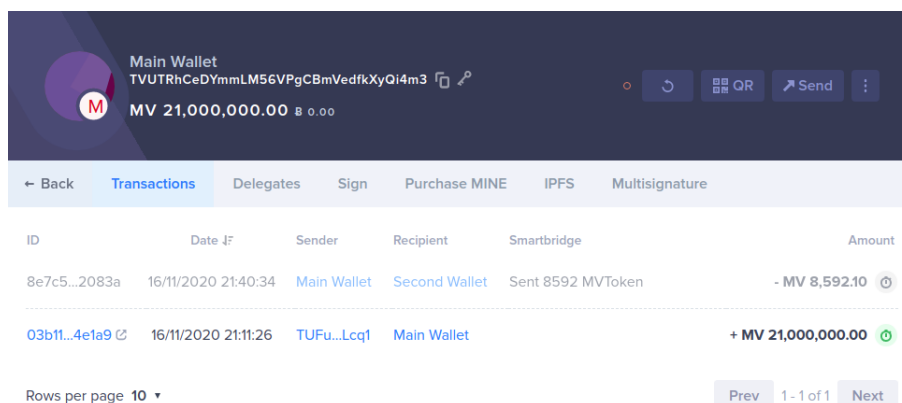 Main Wallet
TVUTRhCeDYmmLM56VPgCBmVedfkXyQi4m3
M
MV 21,000,000.00 Ƀ 0.00
QR
Send
← Back Transactions Delegates Sign Purchase MINE IPFS Multisignature
ID Date Sender Recipient Smartbridge Amount
8e7c5...2083a 16/11/2020 21:40:34 Main Wallet Second Wallet Sent 8592 MVToken - MV 8,592.10
03b11...4e1a9 16/11/2020 21:11:26 TUFu...Lcq1 Main Wallet + MV 21,000,000.00
Rows per page 10 Prev 1 - 1 of 1 Next